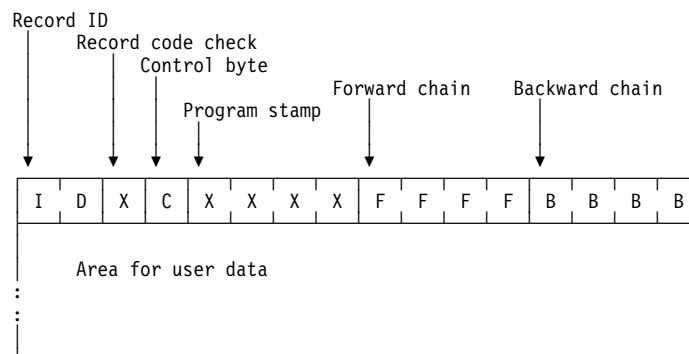 Record ID
Record code check
Control byte
Forward chain Backward chain
Program stamp
I D X C X X X X F F F F B B B B
Area for user data